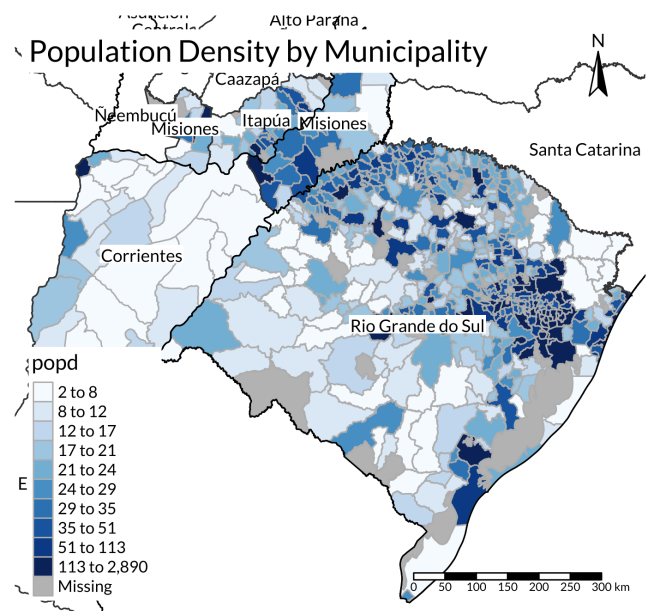 Asunción
Central
Alto Paraná
Population Density by Municipality
N
Caazapá
Ñeembucú
Misiones
Itapúa
Misiones
Santa Catarina
Corrientes
Rio Grande do Sul
popd
2 to 8
8 to 12
12 to 17
17 to 21
21 to 24
24 to 29
29 to 35
35 to 51
51 to 113
113 to 2,890
Missing
E
0 50 100 150 200 250 300 km